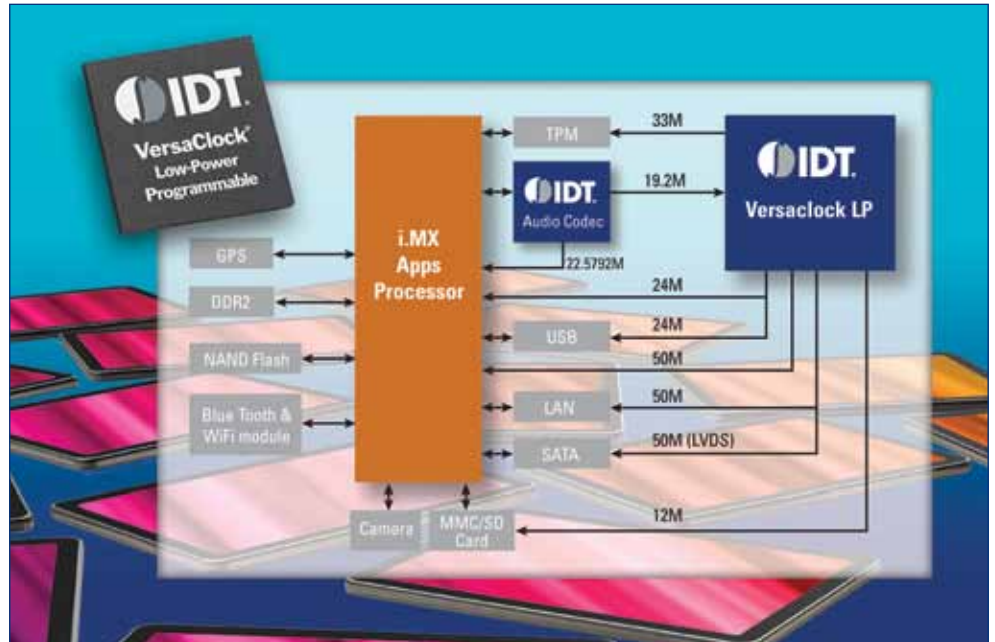 IDT.
VersaClock®
Low-Power
Programmable
i.MX
Apps
Processor
TPM
33M
IDT.
Audio Codec
19.2M
IDT.
Versaclock LP
22.5792M
GPS
24M
DDR2
USB
24M
NAND Flash
50M
LAN
50M
Blue Tooth &
WiFi module
SATA
50M (LVDS)
Camera
MMC/SD
Card
12M